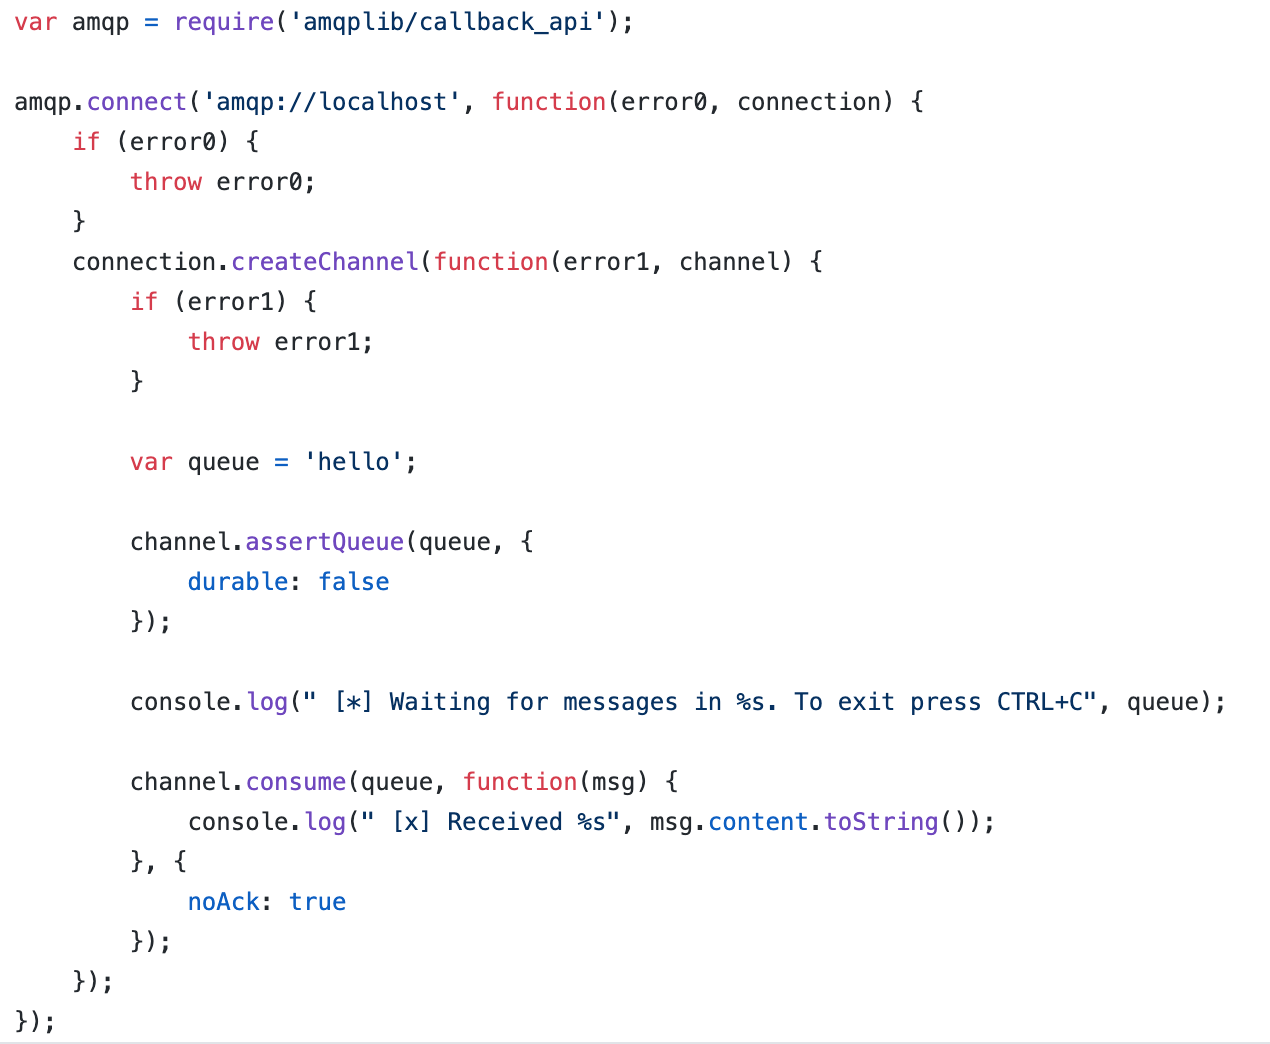 var amqp = require('amqplib/callback_api');
amqp.connect('amqp://localhost', function(error0, connection) {
    if (error0) {
        throw error0;
    }
    connection.createChannel(function(error1, channel) {
        if (error1) {
            throw error1;
        }
        var queue = 'hello';
        channel.assertQueue(queue, {
            durable: false
        });
        console.log(" [*] Waiting for messages in %s. To exit press CTRL+C", queue);
        channel.consume(queue, function(msg) {
            console.log(" [x] Received %s", msg.content.toString());
        }, {
            noAck: true
        });
    });
});